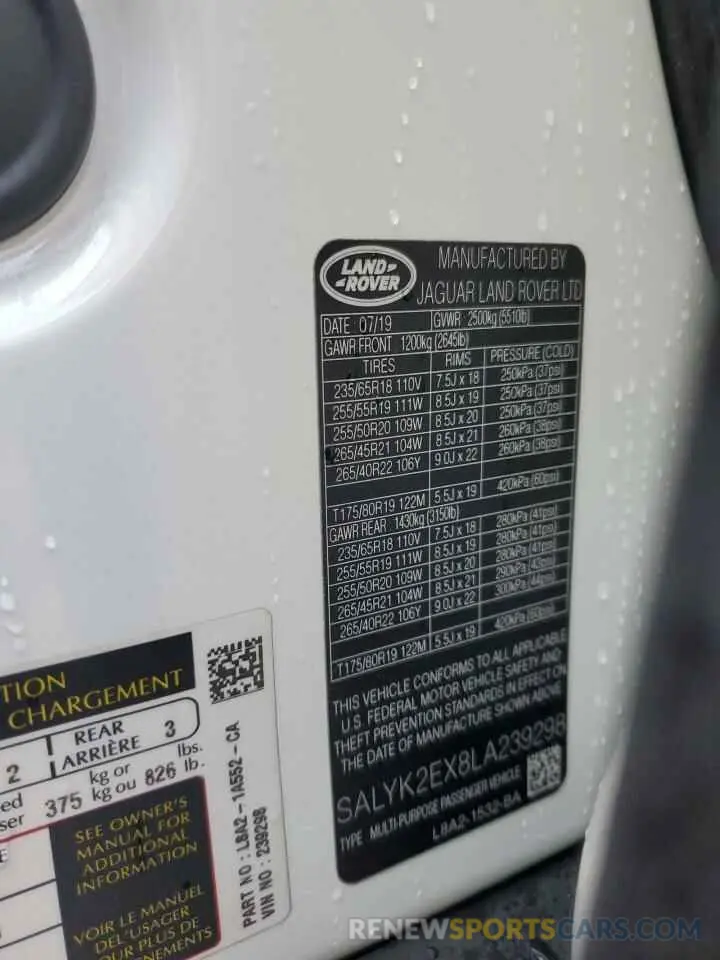 LAND-
-ROVER
MANUFACTURED BY
JAGUAR LAND ROVER LTD
DATE 07/19 GVWR 2500kg (5510lb)
GAWR FRONT 1200kg (2645lb)
TIRES RIMS PRESSURE (COLD)
235/65R18 110V 7.5J x 18 250kPa (37psi)
255/55R19 111W 8.5J x 19 250kPa (37psi)
255/50R20 109W 8.5J x 20 250kPa (37psi)
265/45R21 104W 8.5J x 21 260kPa (38psi)
265/40R22 106Y 9.0J x 22 260kPa (38psi)
T175/80R19 122M 5.5J x 19 420kPa (60psi)
GAWR REAR 1430kg (3150lb)
235/65R18 110V 7.5J x 18 280kPa (41psi)
255/55R19 111W 8.5J x 19 280kPa (41psi)
255/50R20 109W 8.5J x 20 280kPa (41psi)
265/45R21 104W 8.5J x 21 290kPa (43psi)
265/40R22 106Y 9.0J x 22 300kPa (44psi)
T175/80R19 122M 5.5J x 19 420kPa (60psi)
THIS VEHICLE CONFORMS TO ALL APPLICABLE
U.S. FEDERAL MOTOR VEHICLE SAFETY AND
THEFT PREVENTION STANDARDS IN EFFECT ON
THE DATE OF MANUFACTURE SHOWN ABOVE
SALYK2EX8LA239298
TYPE MULTI-PURPOSE PASSENGER VEHICLE
L8A2-1532-BA
TION
CHARGEMENT
2 REAR ARRIÈRE 3
ed
ser 375 kg or kg ou 826 lbs. lb.
SEE OWNER'S
MANUAL FOR
ADDITIONAL
INFORMATION
VOIR LE MANUEL
DEL'USAGER
OUR PLUS DE
GNEMENTS
PART NO : L8A2-1A552-CA
VIN NO : 239298
RENEWSPORTSCARS.COM